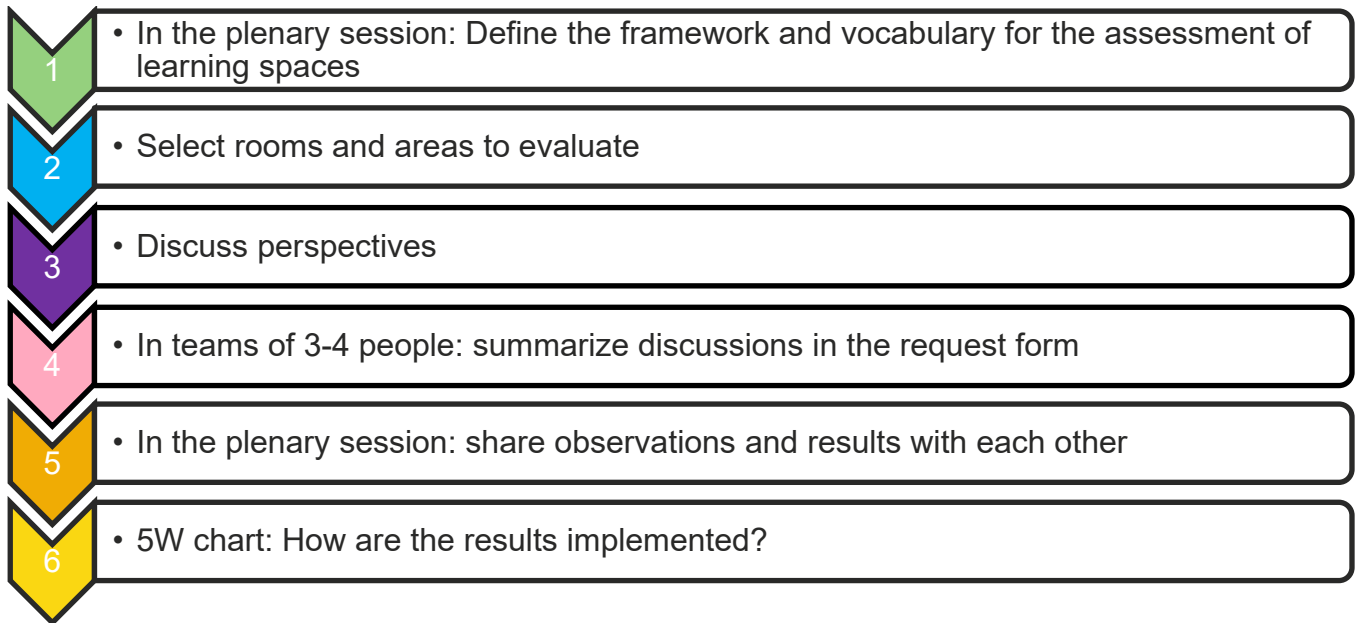 1
• In the plenary session: Define the framework and vocabulary for the assessment of
learning spaces
2
• Select rooms and areas to evaluate
3
• Discuss perspectives
4
• In teams of 3-4 people: summarize discussions in the request form
5
• In the plenary session: share observations and results with each other
6
• 5W chart: How are the results implemented?